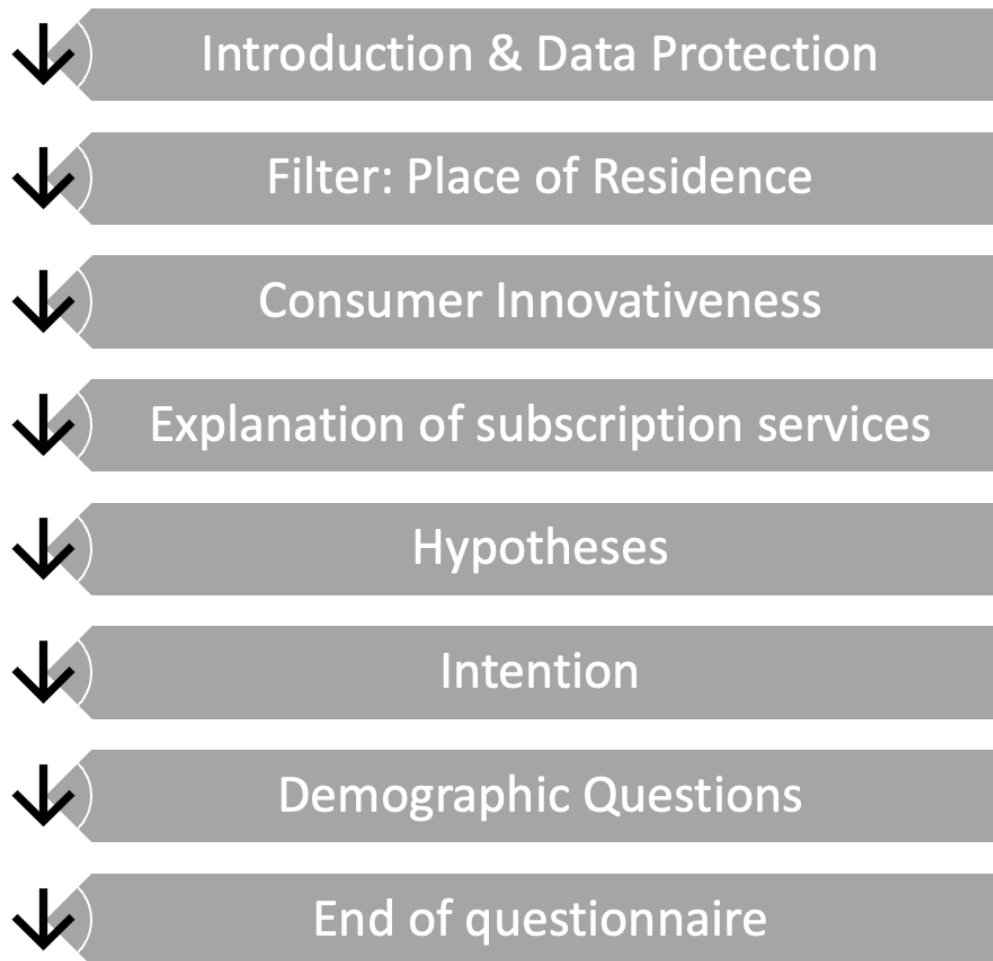 Introduction & Data Protection
Filter: Place of Residence
Consumer Innovativeness
Explanation of subscription services
Hypotheses
Intention
Demographic Questions
End of questionnaire